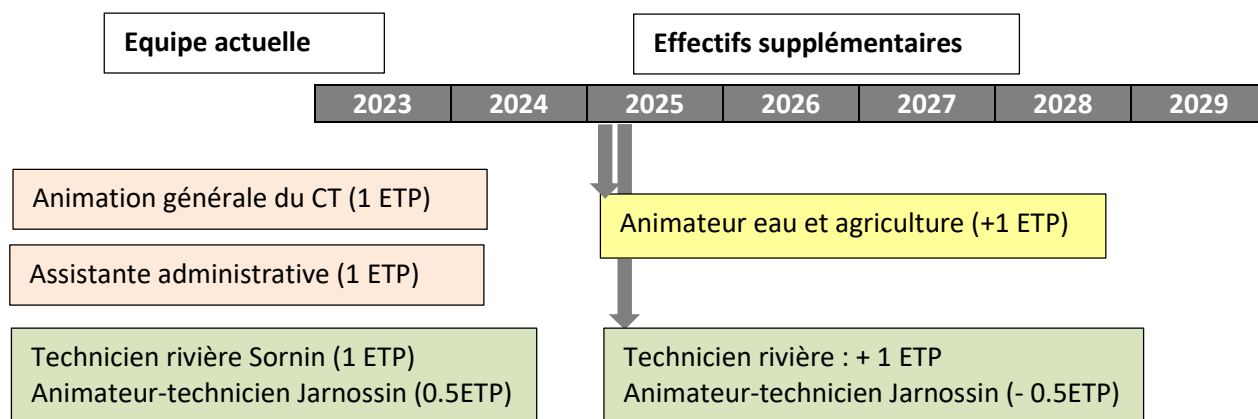 Equipe actuelle
Effectifs supplémentaires
2023 2024 2025 2026 2027 2028 2029
Animation générale du CT (1 ETP)
Animateur eau et agriculture (+1 ETP)
Assistante administrative (1 ETP)
Technicien rivière Sornin (1 ETP)
Animateur-technicien Jarnossin (0.5ETP)
Technicien rivière : + 1 ETP
Animateur-technicien Jarnossin (- 0.5ETP)